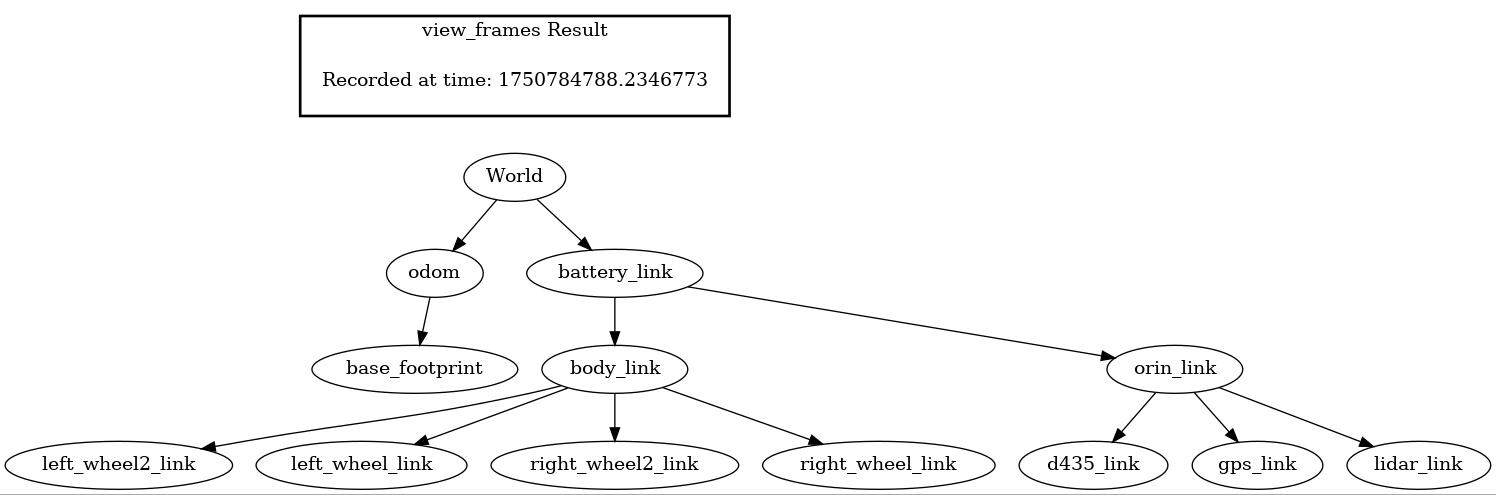 view_frames Result
Recorded at time: 1750784788.2346773
World
odom
battery_link
base_footprint
body_link
orin_link
left_wheel2_link
left_wheel_link
right_wheel2_link
right_wheel_link
d435_link
gps_link
lidar_link